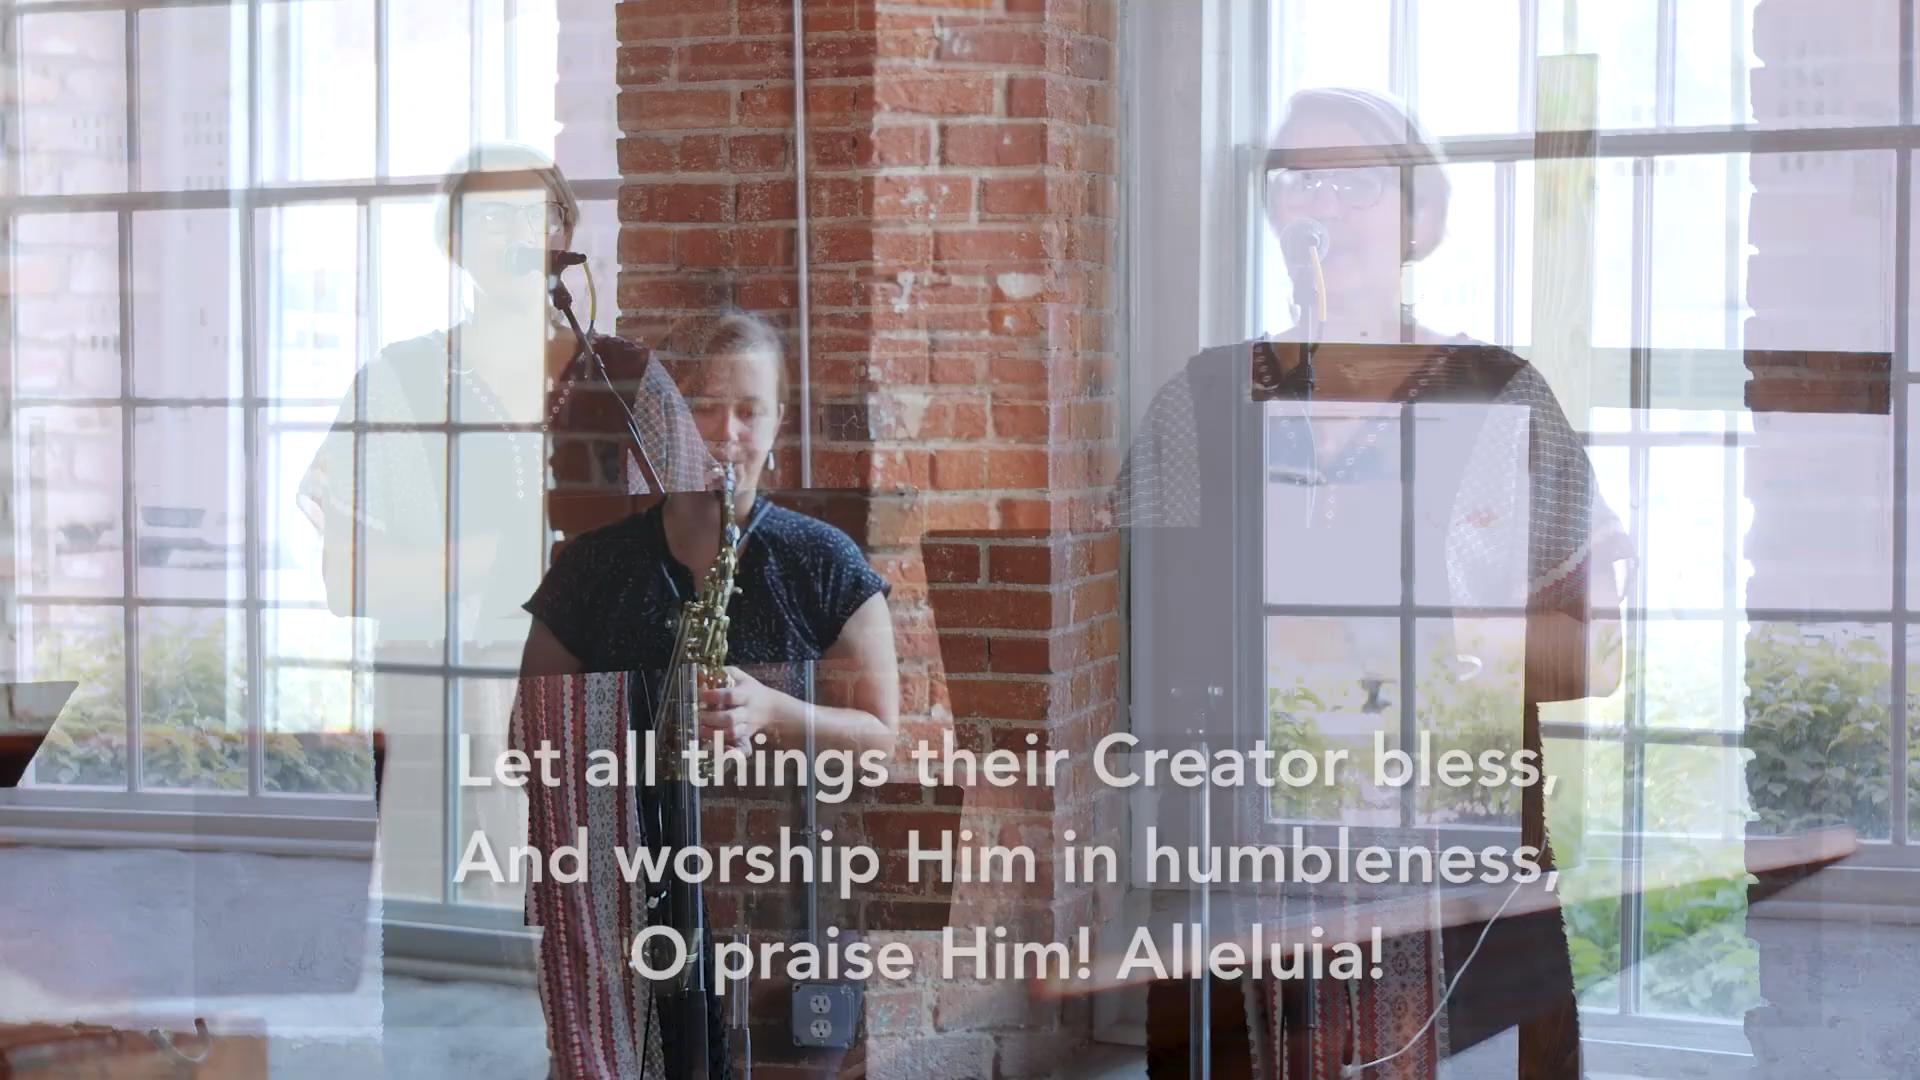 Let all things their Creator bless,
And worship Him in humbleness,
O praise Him! Alleluia!